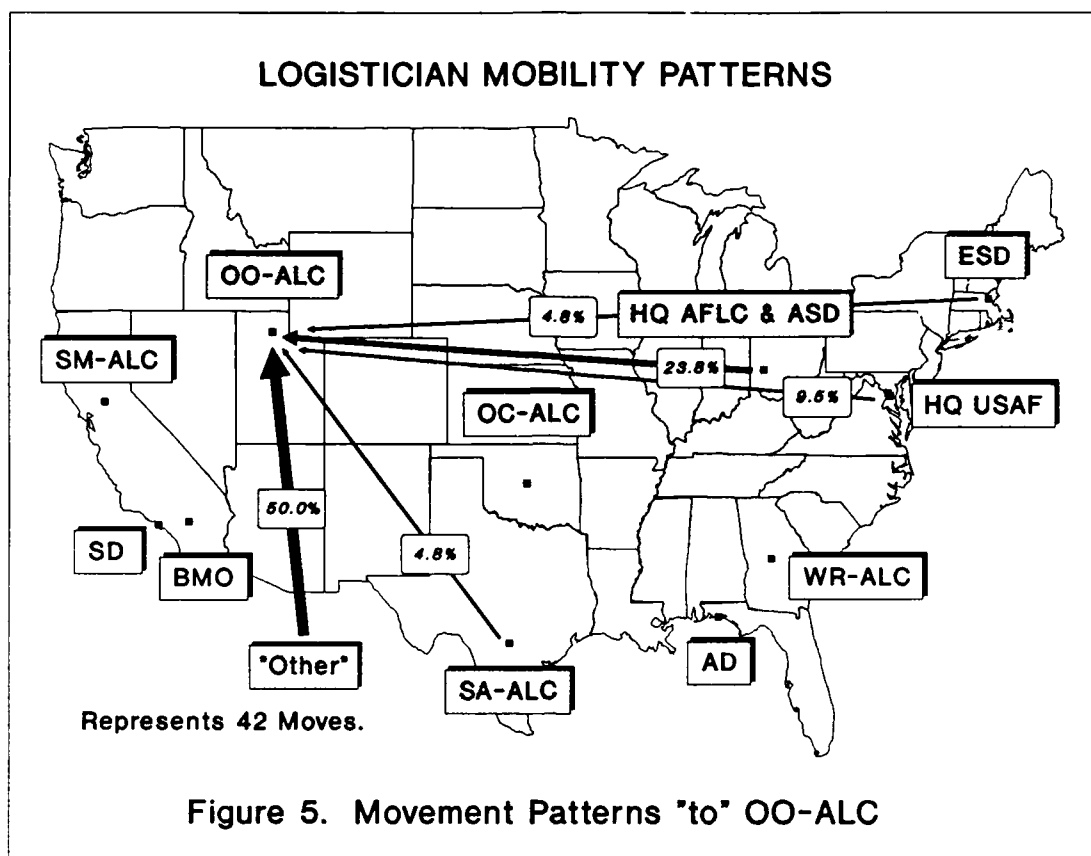 LOGISTICIAN MOBILITY PATTERNS
ESD
OO-ALC
4.8%
HQ AFLC & ASD
SM-ALC
23.8%
9.5%
HQ USAF
OC-ALC
50.0%
SD
BMO
4.8%
WR-ALC
"Other"
SA-ALC
AD
Represents 42 Moves.
Figure 5. Movement Patterns "to" OO-ALC